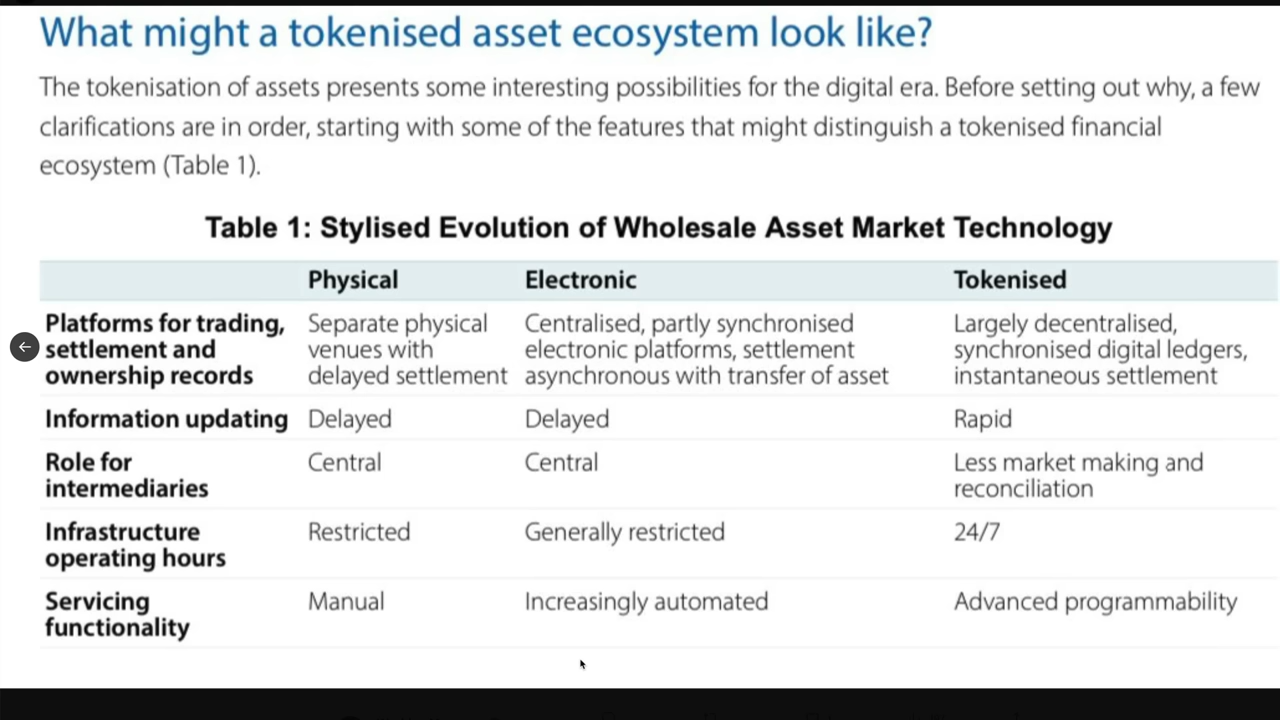 What might a tokenised asset ecosystem look like?
The tokenisation of assets presents some interesting possibilities for the digital era. Before setting out why, a few
clarifications are in order, starting with some of the features that might distinguish a tokenised financial
ecosystem (Table 1).
Table 1: Stylised Evolution of Wholesale Asset Market Technology
Physical Electronic Tokenised
Platforms for trading, Separate physical Centralised, partly synchronised Largely decentralised,
settlement and venues with electronic platforms, settlement synchronised digital ledgers,
ownership records delayed settlement asynchronous with transfer of asset instantaneous settlement
Information updating Delayed Delayed Rapid
Role for Central Central Less market making and
intermediaries reconciliation
Infrastructure Restricted Generally restricted 24/7
operating hours
Servicing Manual Increasingly automated Advanced programmability
functionality